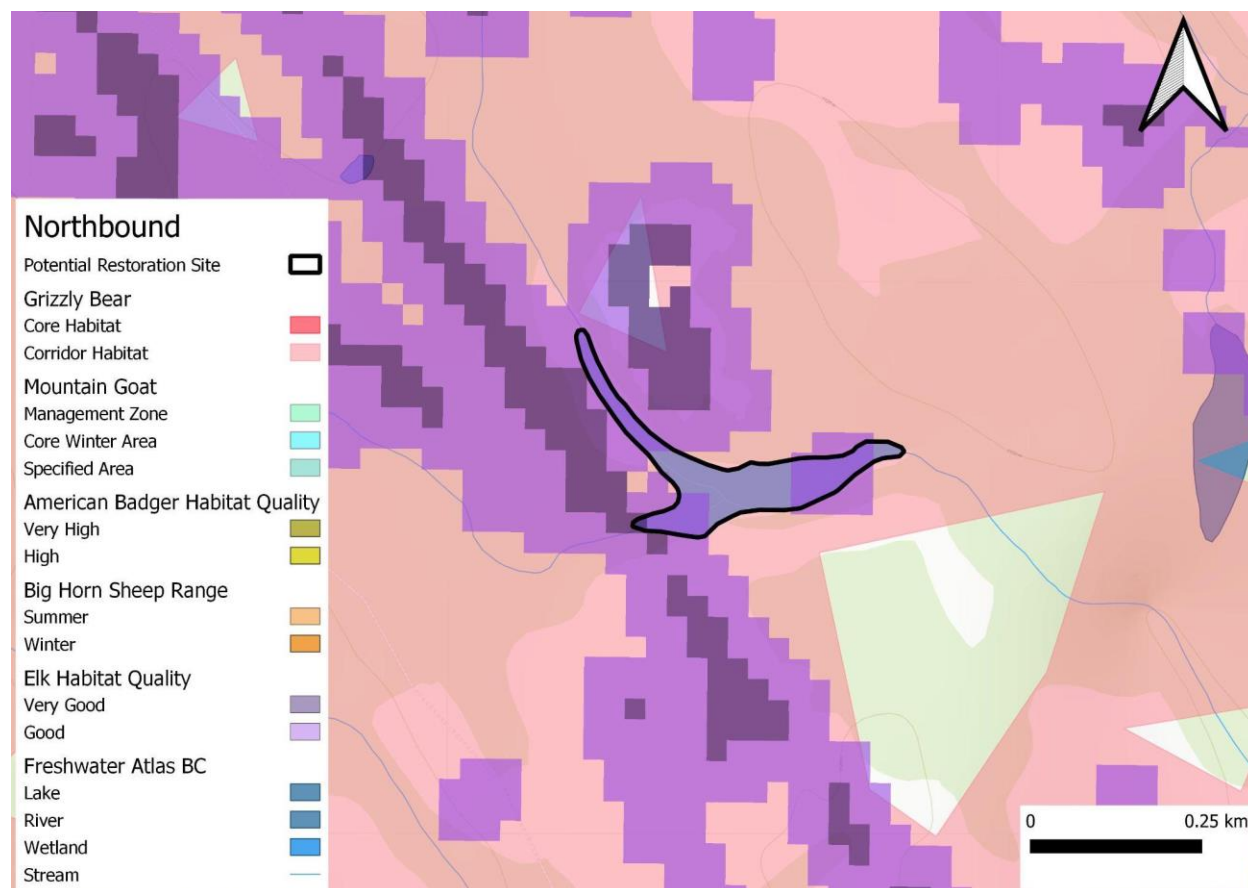 Northbound
Potential Restoration Site
Grizzly Bear
Core Habitat
Corridor Habitat
Mountain Goat
Management Zone
Core Winter Area
Specified Area
American Badger Habitat Quality
Very High
High
Big Horn Sheep Range
Summer
Winter
Elk Habitat Quality
Very Good
Good
Freshwater Atlas BC
Lake
River
Wetland
Stream
0 0.25 km